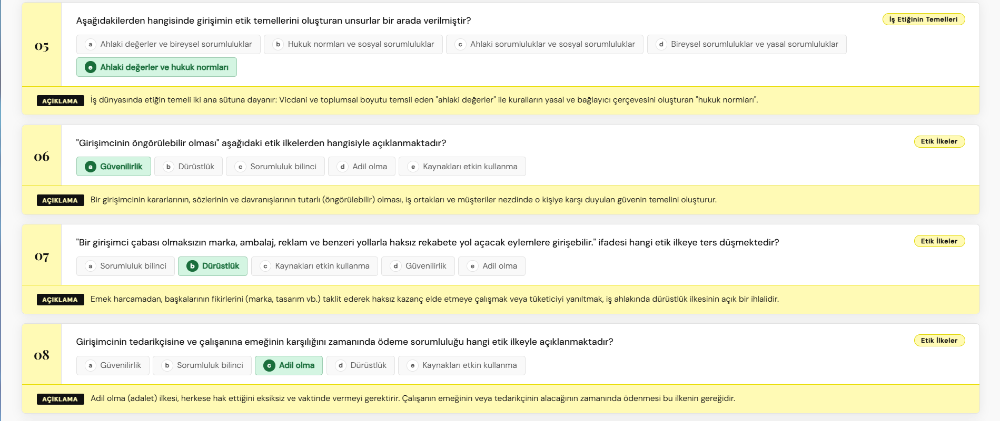 05
Aşağıdakilerden hangisinde girişimin etik temellerini oluşturan unsurlar bir arada verilmiştir?
İş Etiğinin Temelleri
a Ahlaki değerler ve bireysel sorumluluklar b Hukuk normları ve sosyal sorumluluklar c Ahlaki sorumluluklar ve sosyal sorumluluklar d Bireysel sorumluluklar ve yasal sorumluluklar
e Ahlaki değerler ve hukuk normları
AÇIKLAMA İş dünyasında etiğin temeli iki ana sütuna dayanır: Vicdani ve toplumsal boyutu temsil eden "ahlaki değerler" ile kuralların yasal ve bağlayıcı çerçevesini oluşturan "hukuk normları".
06
"Girişimcinin öngörülebilir olması" aşağıdaki etik ilkelerden hangisiyle açıklanmaktadır?
Etik İlkeler
a Güvenilirlik b Dürüstlük c Sorumluluk bilinci d Adil olma e Kaynakları etkin kullanma
AÇIKLAMA Bir girişimcinin kararlarının, sözlerinin ve davranışlarının tutarlı (öngörülebilir) olması, iş ortakları ve müşteriler nezdinde o kişiye karşı duyulan güvenin temelini oluşturur.
07
"Bir girişimci çabası olmaksızın marka, ambalaj, reklam ve benzeri yollarla haksız rekabete yol açacak eylemlere girişebilir." ifadesi hangi etik ilkeye ters düşmektedir?
Etik İlkeler
a Sorumluluk bilinci b Dürüstlük c Kaynakları etkin kullanma d Güvenilirlik e Adil olma
AÇIKLAMA Emek harcamadan, başkalarının fikirlerini (marka, tasarım vb.) taklit ederek haksız kazanç elde etmeye çalışmak veya tüketiciyi yanıltmak, iş ahlakında dürüstlük ilkesinin açık bir ihlalidir.
08
Girişimcinin tedarikçisine ve çalışanına emeğinin karşılığını zamanında ödeme sorumluluğu hangi etik ilkeyle açıklanmaktadır?
Etik İlkeler
a Güvenilirlik b Sorumluluk bilinci c Adil olma d Dürüstlük e Kaynakları etkin kullanma
AÇIKLAMA Adil olma (adalet) ilkesi, herkese hak ettiğini eksiksiz ve vaktinde vermeyi gerektirir. Çalışanın emeğinin veya tedarikçinin alacağının zamanında ödenmesi bu ilkenin gereğidir.